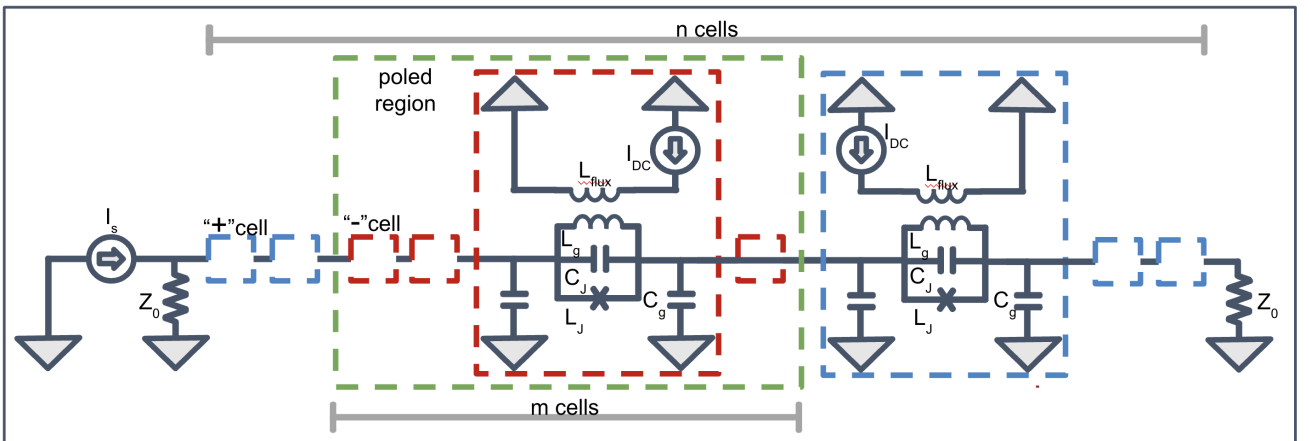 n cells
poled
region
I_DC
L_flux
I_DC
L_flux
I_s
“+”cell
“-”cell
Z_0
L_g
C_J
L_J
C_g
L_g
C_J
L_J
C_g
Z_0
m cells